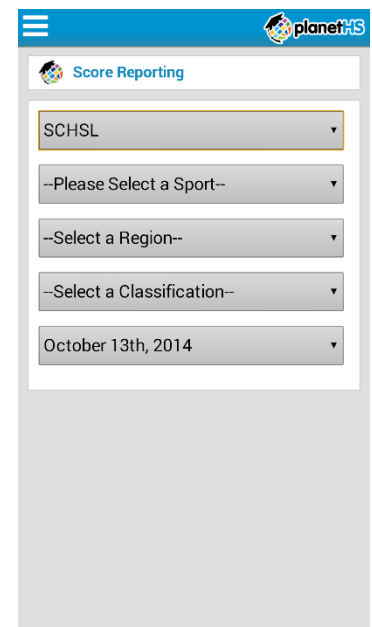 planetHS
Score Reporting
SCHSL
--Please Select a Sport--
--Select a Region--
--Select a Classification--
October 13th, 2014